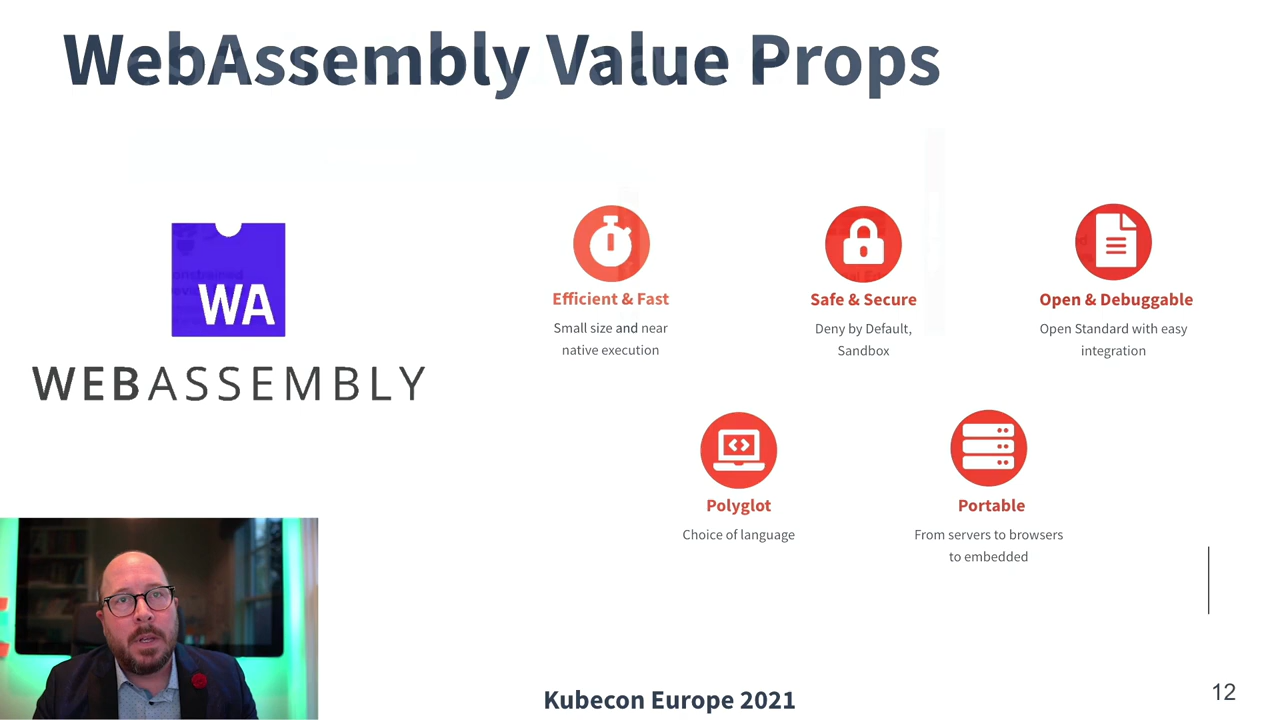 WebAssembly Value Props
WA
WEBASSEMBLY
Efficient & Fast
Small size and near
native execution
Safe & Secure
Deny by Default,
Sandbox
Open & Debuggable
Open Standard with easy
integration
Polyglot
Choice of language
Portable
From servers to browsers
to embedded
Kubecon Europe 2021
12